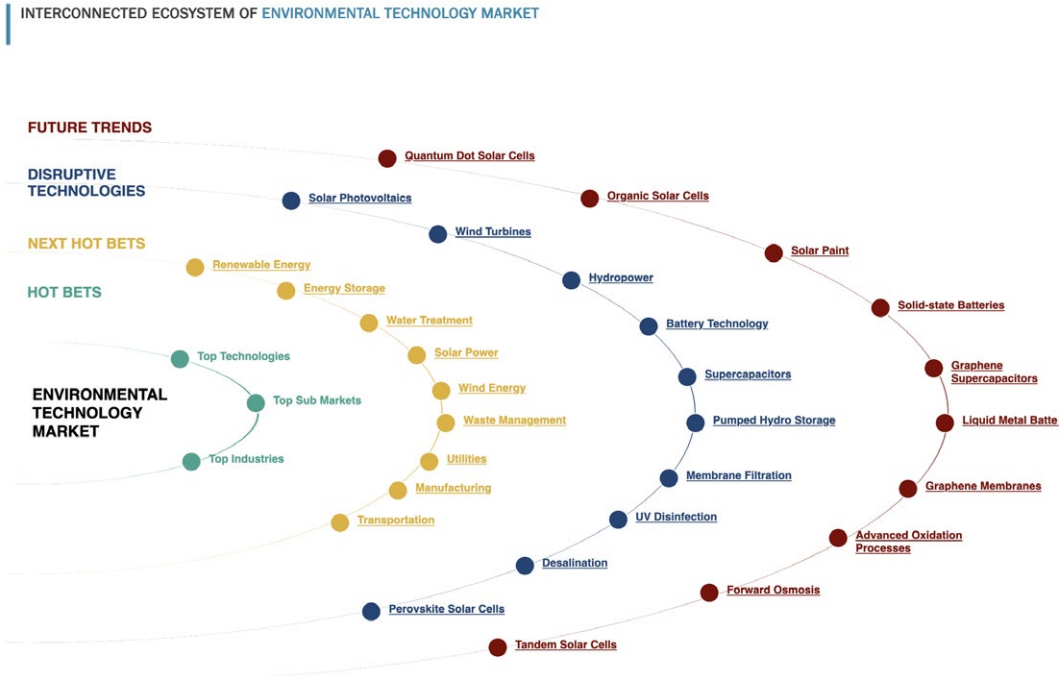 INTERCONNECTED ECOSYSTEM OF ENVIRONMENTAL TECHNOLOGY MARKET
FUTURE TRENDS
Quantum Dot Solar Cells
Organic Solar Cells
Solar Paint
Solid-state Batteries
Graphene
Supercapacitors
Liquid Metal Batte
Graphene Membranes
Advanced Oxidation
Processes
Forward Osmosis
Tandem Solar Cells
DISRUPTIVE
TECHNOLOGIES
Solar Photovoltaics
Wind Turbines
Hydropower
Battery Technology
Supercapacitors
Pumped Hydro Storage
Membrane Filtration
UV Disinfection
Desalination
Perovskite Solar Cells
NEXT HOT BETS
Renewable Energy
Energy Storage
Water Treatment
Solar Power
Wind Energy
Waste Management
Utilities
Manufacturing
Transportation
HOT BETS
Top Technologies
Top Sub Markets
Top Industries
ENVIRONMENTAL
TECHNOLOGY
MARKET